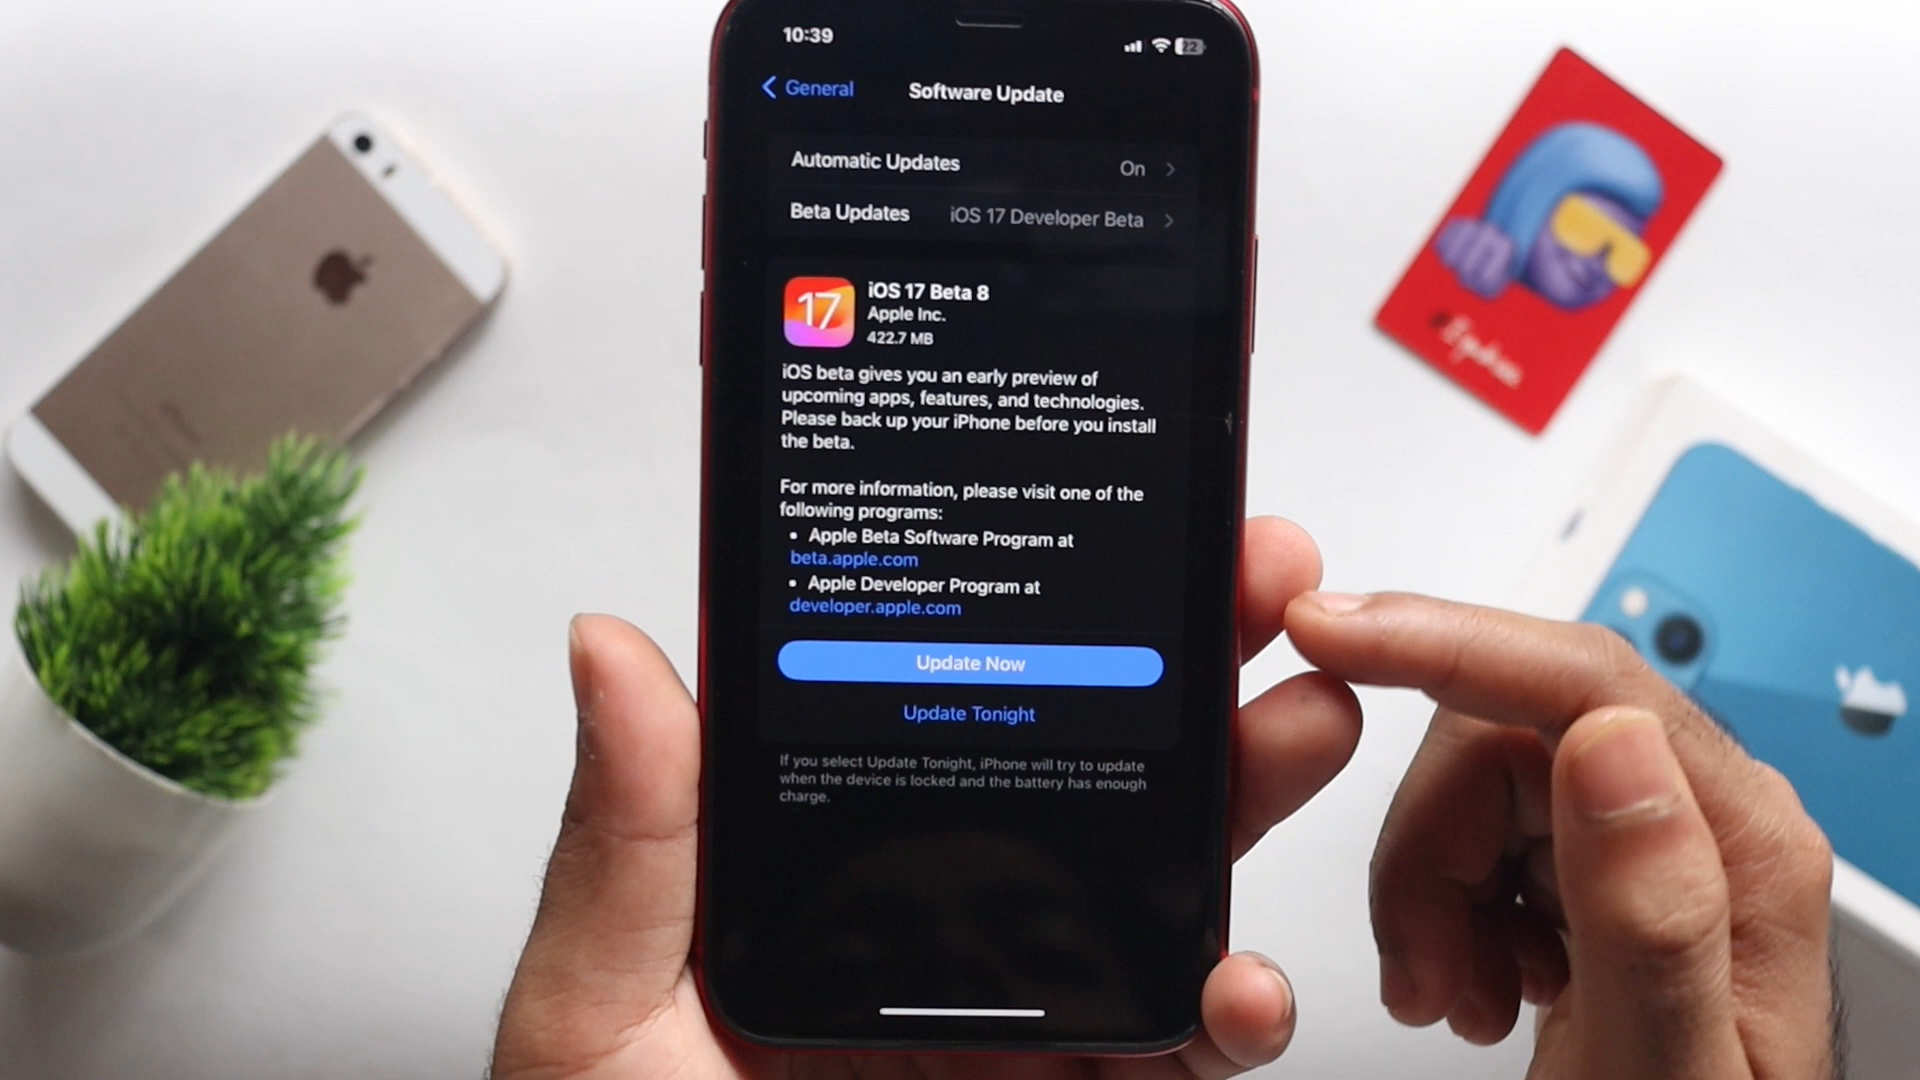 10:39
22
General
Software Update
Automatic Updates
On
Beta Updates
iOS 17 Developer Beta
17
iOS 17 Beta 8
Apple Inc.
422.7 MB
iOS beta gives you an early preview of
upcoming apps, features, and technologies.
Please back up your iPhone before you install
the beta.
For more information, please visit one of the
following programs:
• Apple Beta Software Program at
beta.apple.com
• Apple Developer Program at
developer.apple.com
Update Now
Update Tonight
If you select Update Tonight, iPhone will try to update
when the device is locked and the battery has enough
charge.